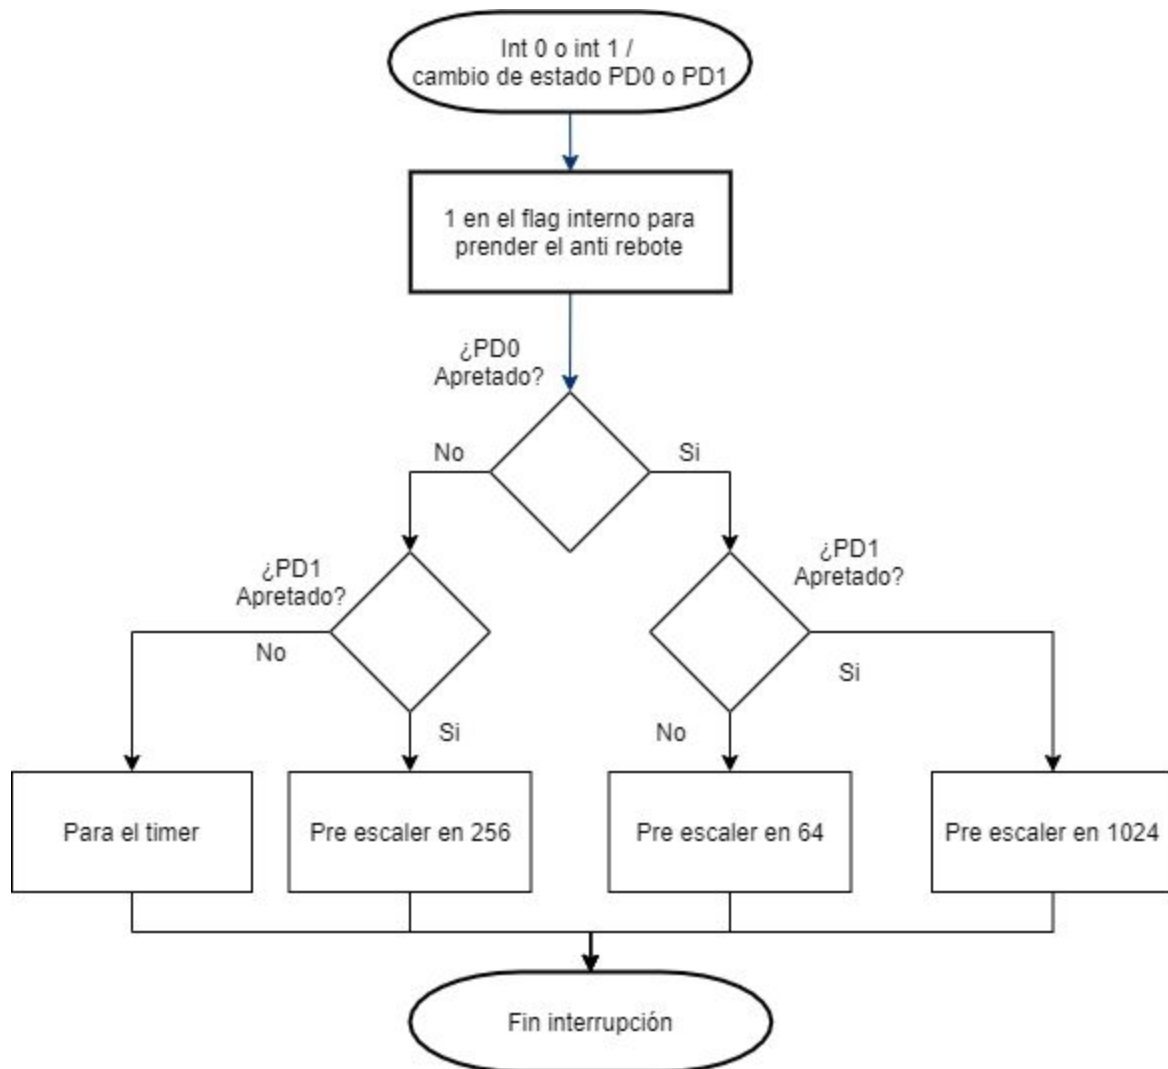 Int 0 o int 1 /
cambio de estado PD0 o PD1
1 en el flag interno para
prender el anti rebote
¿PD0
Apretado?
No
Si
¿PD1
Apretado?
¿PD1
Apretado?
No
Si
No
Si
Para el timer
Pre escaler en 256
Pre escaler en 64
Pre escaler en 1024
Fin interrupción